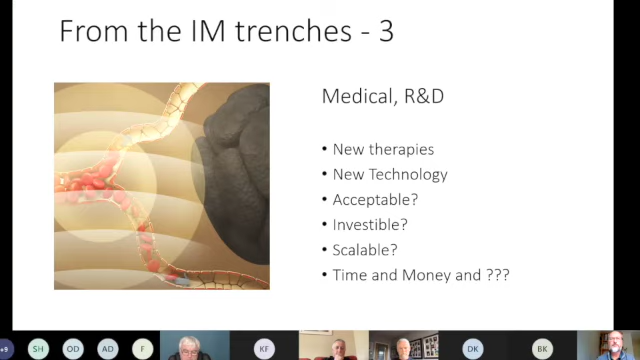 From the IM trenches - 3
Medical, R&D
• New therapies
• New Technology
• Acceptable?
• Investible?
• Scalable?
• Time and Money and ???
+9
SH
OD
AD
F
KF
DK
BK